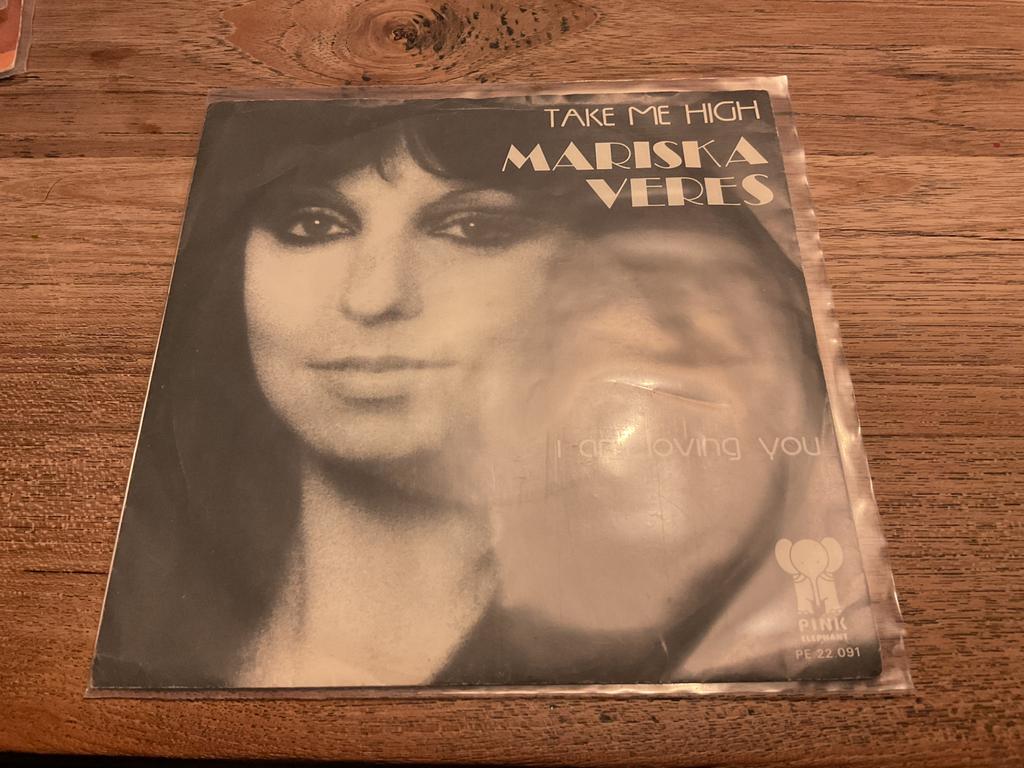 TAKE ME HIGH
MARISKA
VERES
I am loving you
PINK
ELEPHANT
PE 22 091